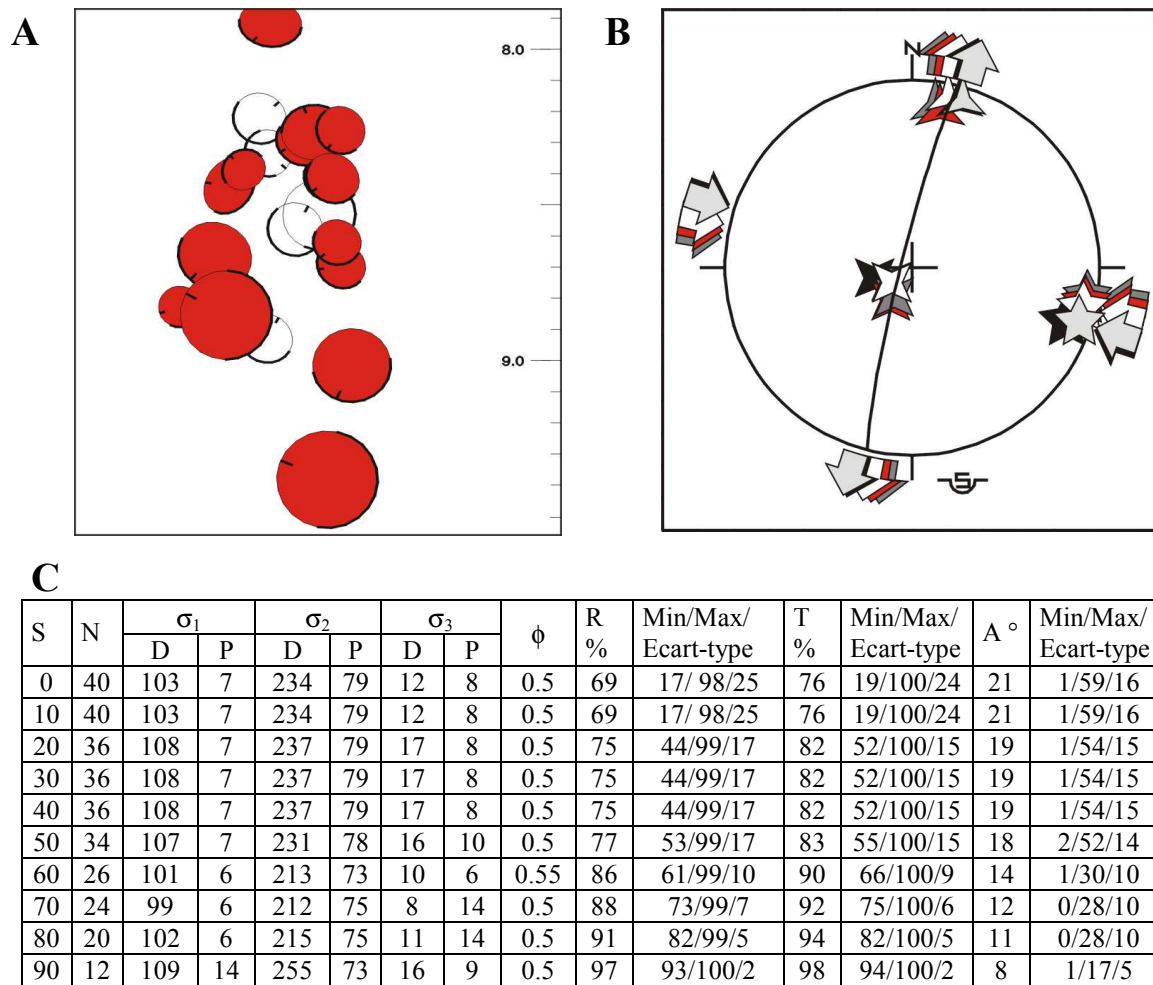 A
8.0
9.0
B
N
S
C
S N σ1 σ2 σ3 ϕ R % Min/Max/ Ecart-type T % Min/Max/ Ecart-type A ° Min/Max/ Ecart-type
D P D P D P
0 40 103 7 234 79 12 8 0.5 69 17/ 98/25 76 19/100/24 21 1/59/16
10 40 103 7 234 79 12 8 0.5 69 17/ 98/25 76 19/100/24 21 1/59/16
20 36 108 7 237 79 17 8 0.5 75 44/99/17 82 52/100/15 19 1/54/15
30 36 108 7 237 79 17 8 0.5 75 44/99/17 82 52/100/15 19 1/54/15
40 36 108 7 237 79 17 8 0.5 75 44/99/17 82 52/100/15 19 1/54/15
50 34 107 7 231 78 16 10 0.5 77 53/99/17 83 55/100/15 18 2/52/14
60 26 101 6 213 73 10 6 0.55 86 61/99/10 90 66/100/9 14 1/30/10
70 24 99 6 212 75 8 14 0.5 88 73/99/7 92 75/100/6 12 0/28/10
80 20 102 6 215 75 11 14 0.5 91 82/99/5 94 82/100/5 11 0/28/10
90 12 109 14 255 73 16 9 0.5 97 93/100/2 98 94/100/2 8 1/17/5